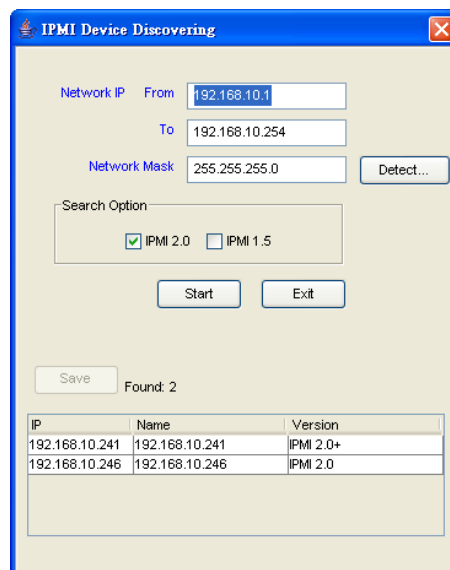 IPMI Device Discovering
Network IP From 192.168.10.1
To 192.168.10.254
Network Mask 255.255.255.0 Detect...
Search Option
IPMI 2.0 IPMI 1.5
Start Exit
Save Found: 2
IP Name Version
192.168.10.241 192.168.10.241 IPMI 2.0+
192.168.10.246 192.168.10.246 IPMI 2.0